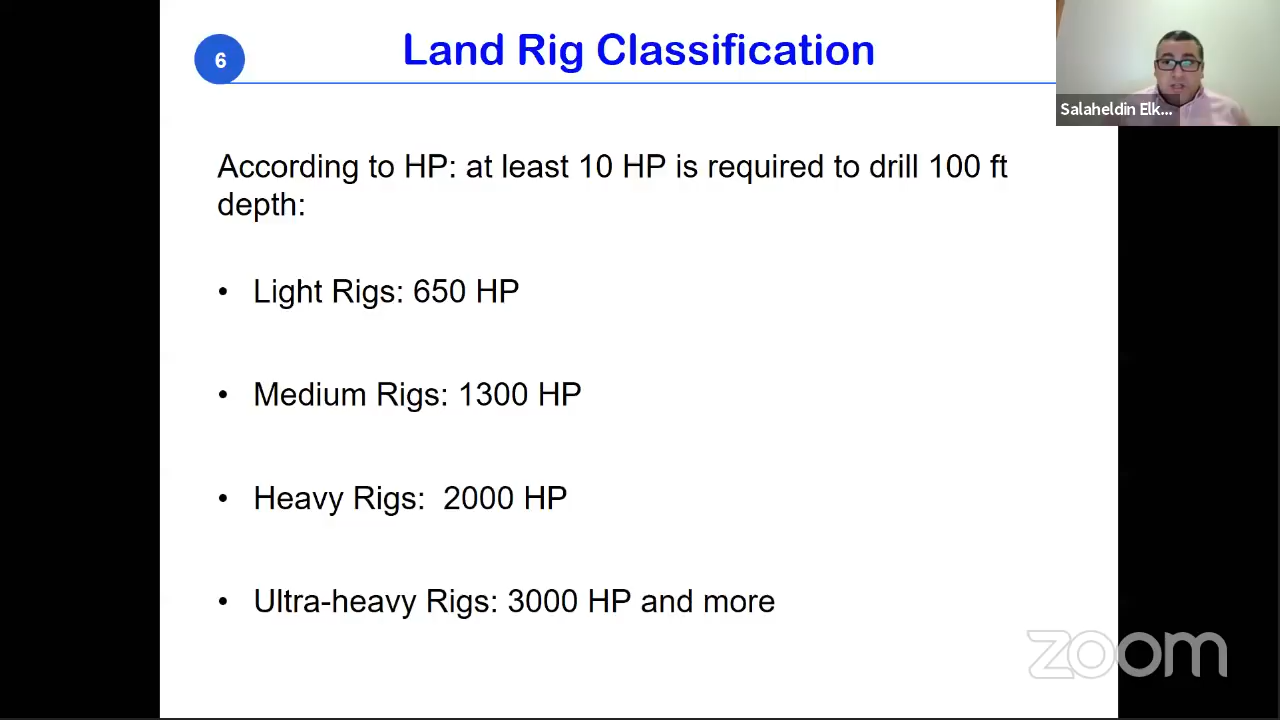 6
Land Rig Classification
Salaheldin Elk...
According to HP: at least 10 HP is required to drill 100 ft
depth:
• Light Rigs: 650 HP
• Medium Rigs: 1300 HP
• Heavy Rigs: 2000 HP
• Ultra-heavy Rigs: 3000 HP and more
zoom